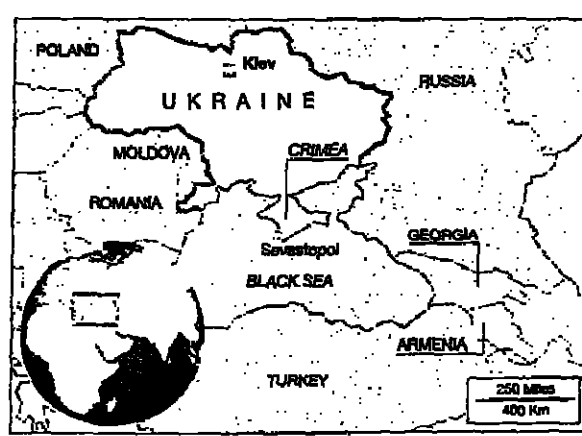 POLAND
Kiev
RUSSIA
UKRAINE
MOLDOVA
CRIMEA
ROMANIA
GEORGIA
Sevastopol
BLACK SEA
ARMENIA
TURKEY
250 Miles
400 Km